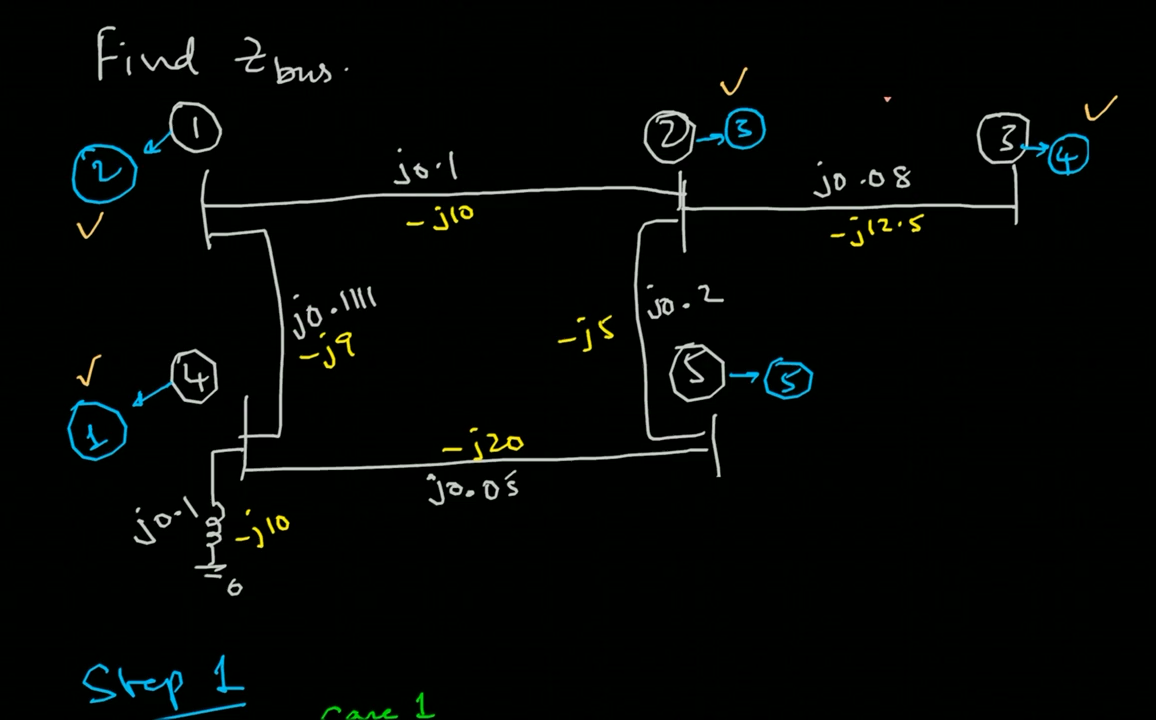 Find Zbus.
① ②
② → ③
③ → ④
j0.1
-j10
j0.08
-j12.5
j0.1111
-j9
j0.2
-j5
④ ①
⑤ → ⑤
-j20
j0.05
j0.1
-j10
0
Step 1
Case 1